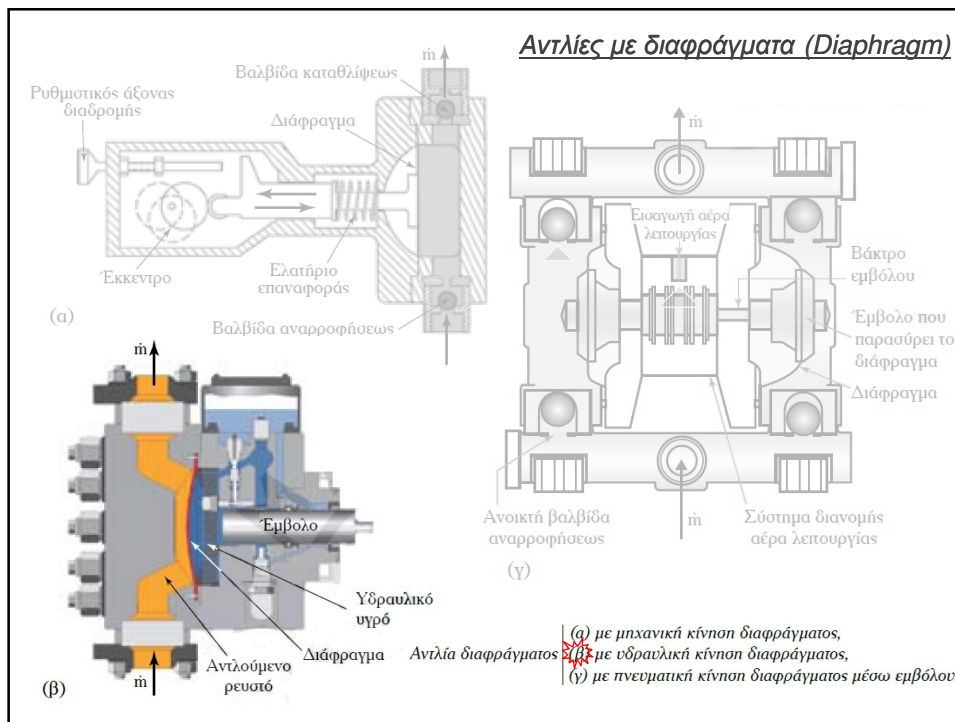 Αντλίες με διαφράγματα (Diaphragm)
ṁ
Βαλβίδα καταθλίψεως
Ρυθμιστικός άξονας
διαδρομής
Διάφραγμα
Έκκεντρο
Ελατήριο
επαναφοράς
(α)
Βαλβίδα αναρροφήσεως
ṁ
ṁ
Εισαγωγή αέρα
λειτουργίας
Βάκτρο
εμβόλου
Έμβολο που
παρασύρει το
διάφραγμα
Διάφραγμα
Ανοικτή βαλβίδα
αναρροφήσεως
ṁ
Σύστημα διανομής
αέρα λειτουργίας
(γ)
ṁ
Έμβολο
Υδραυλικό
υγρό
Διάφραγμα
Αντλούμενο
ρευστό
ṁ
(β)
Αντλία διαφράγματος
(α) με μηχανική κίνηση διαφράγματος,
(β) με υδραυλική κίνηση διαφράγματος,
(γ) με πνευματική κίνηση διαφράγματος μέσω εμβόλου